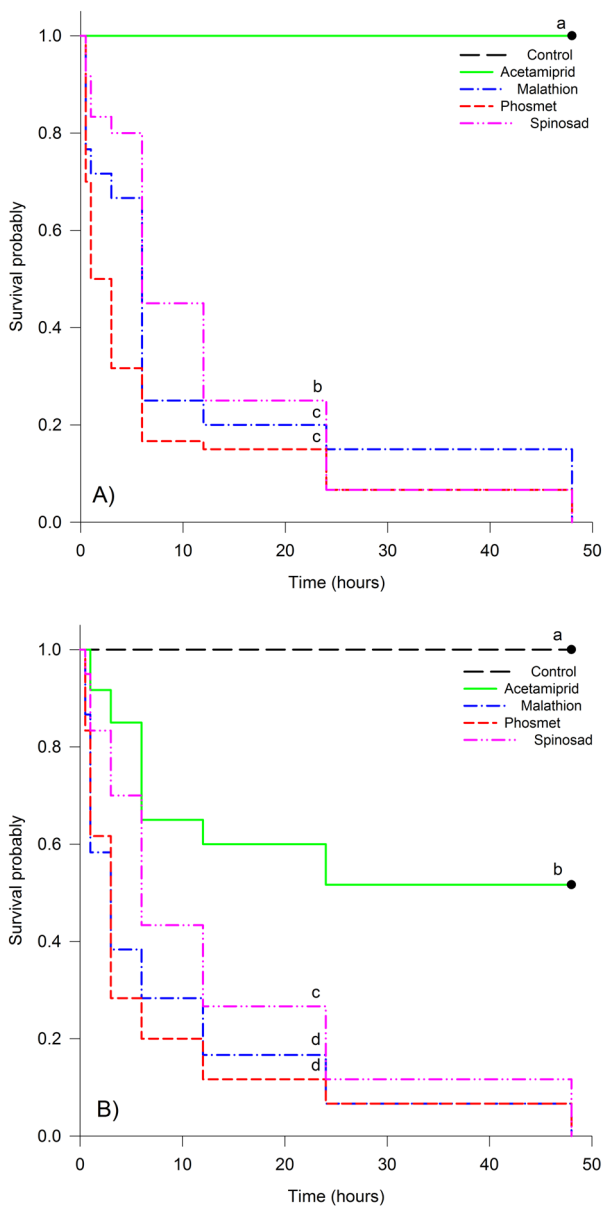 a
1.0
Control
Acetamiprid
Malathion
Phosmet
Spinosad
0.8
0.6
Survival probably
0.4
b
c
0.2
c
A)
0.0
0 10 20 30 40 50
Time (hours)
a
1.0
Control
Acetamiprid
Malathion
Phosmet
Spinosad
0.8
0.6
b
Survival probably
0.4
c
0.2
d
d
B)
0.0
0 10 20 30 40 50
Time (hours)